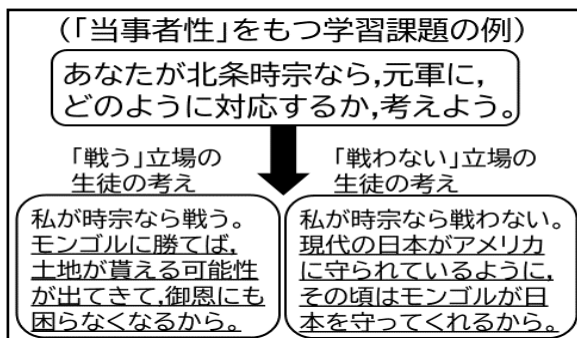 (「当事者性」をもつ学習課題の例)
あなたが北条時宗なら,元軍に,
どのように対応するか,考えよう。
「戦う」立場の
生徒の考え
私が時宗なら戦う。
モンゴルに勝てば,
土地が貰える可能性
が出てきて,御恩にも
困らなくなるから。
「戦わない」立場の
生徒の考え
私が時宗なら戦わない。
現代の日本がアメリカ
に守られているように,
その頃はモンゴルが日
本を守ってくれるから。